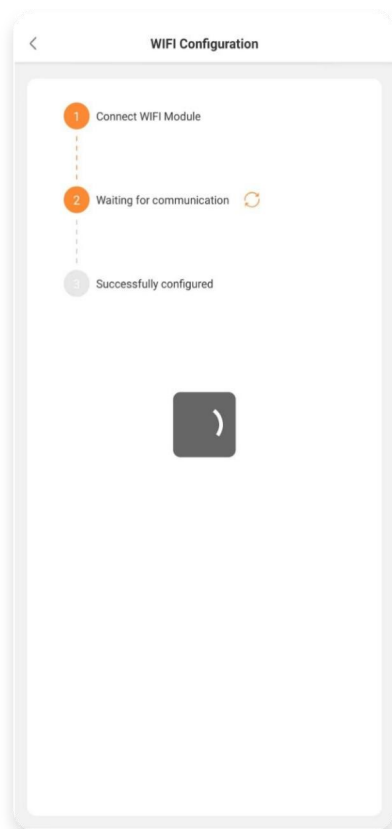 WIFI Configuration
1 Connect WIFI Module
2 Waiting for communication
3 Successfully configured